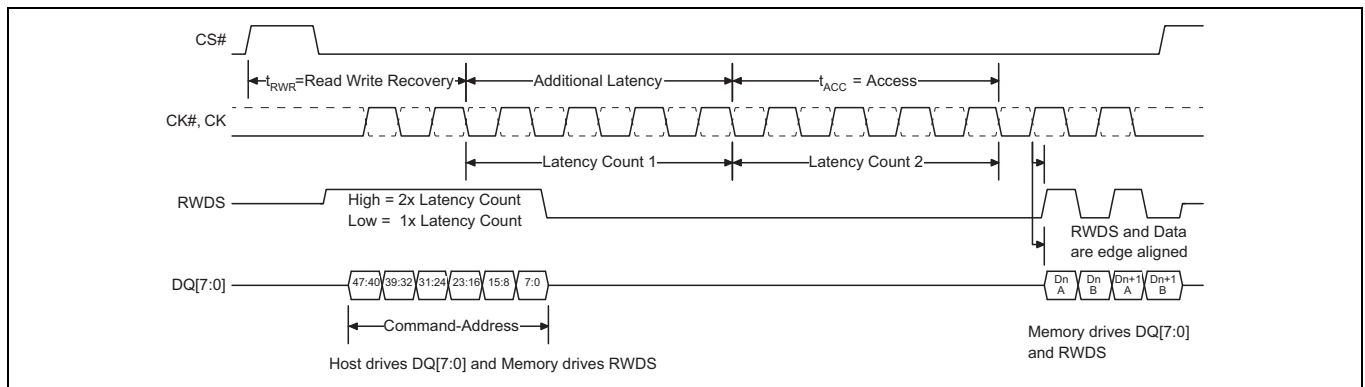 CS#
tRWR=Read Write Recovery
Additional Latency
tACC = Access
CK#, CK
Latency Count 1
Latency Count 2
RWDS
High = 2x Latency Count
Low = 1x Latency Count
RWDS and Data
are edge aligned
DQ[7:0]
47:40 39:32 31:24 23:16 15:8 7:0
Dn A
Dn B
Dn+1 A
Dn+1 B
Command-Address
Host drives DQ[7:0] and Memory drives RWDS
Memory drives DQ[7:0]
and RWDS